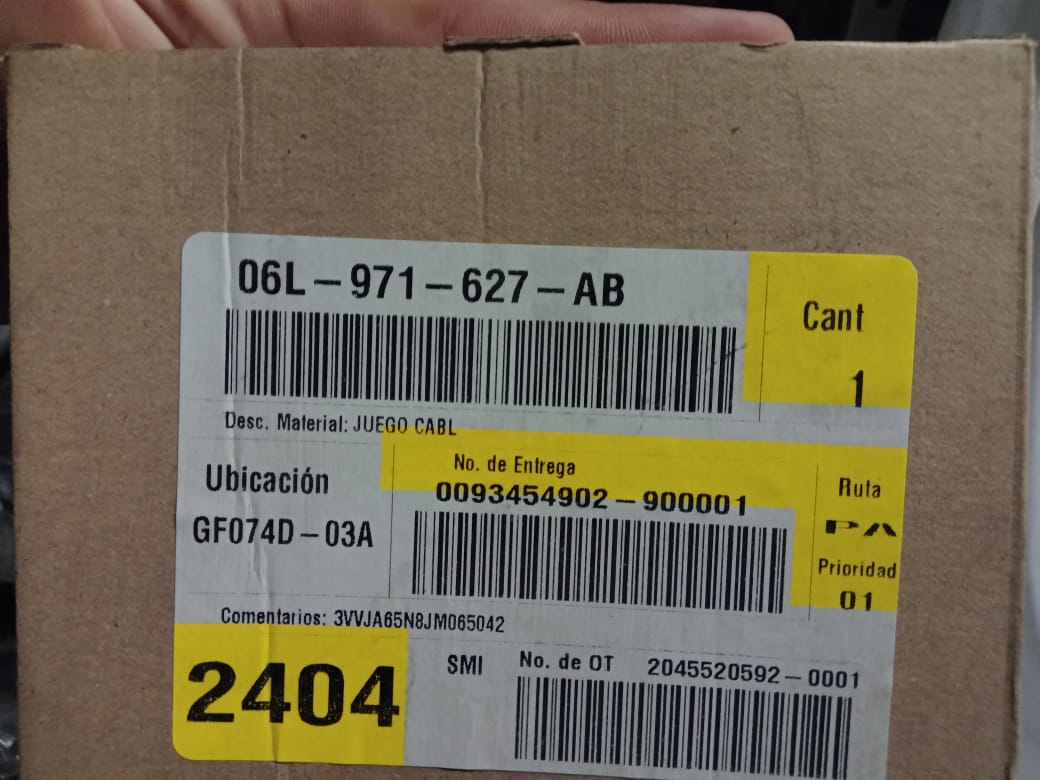 06L-971-627-AB
Cant
1
Desc. Material: JUEGO CABL
Ubicación
GF074D-03A
No. de Entrega
0093454902-900001
Ruta
PA
Prioridad
01
Comentarios: 3VVJA65N8JM065042
2404
SMI
No. de OT 2045520592-0001